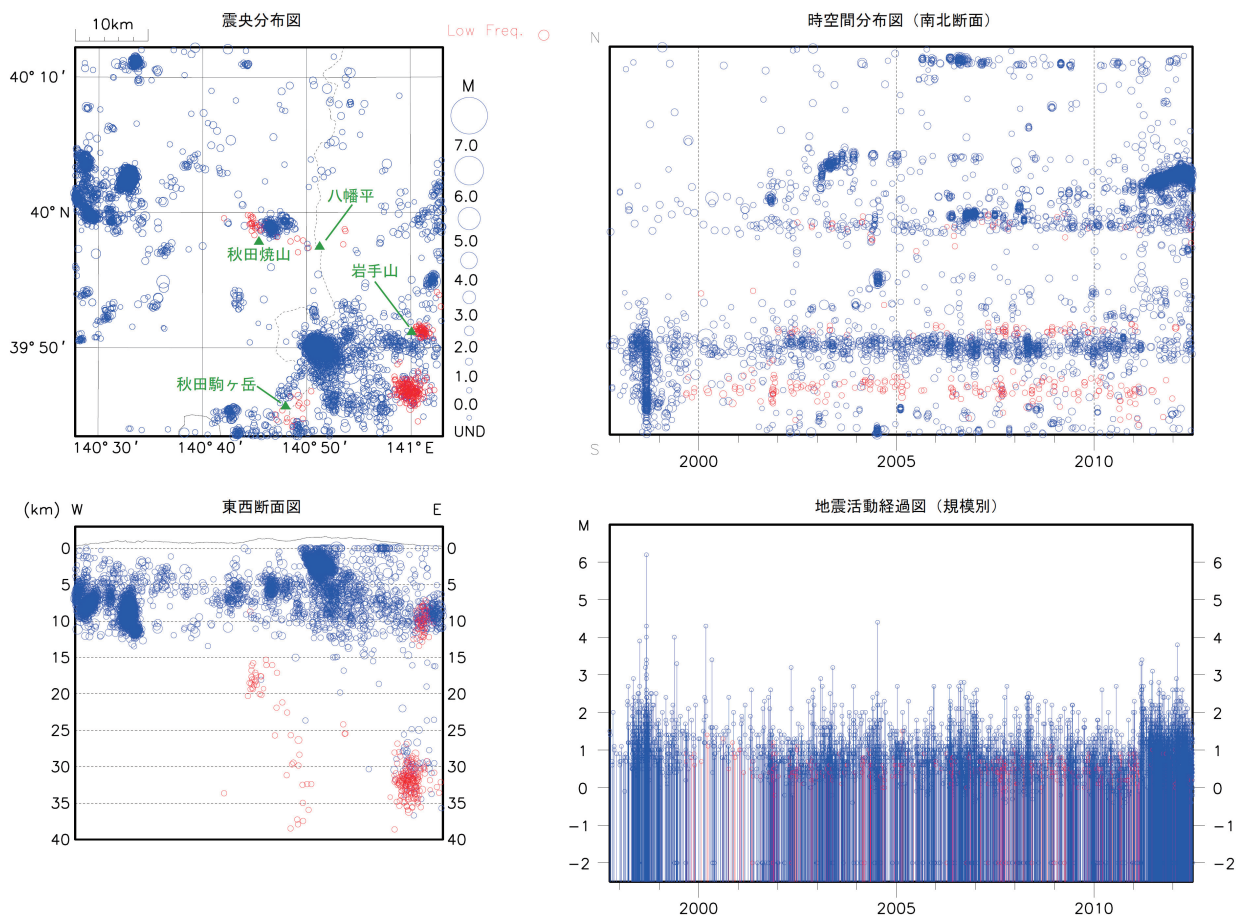 震央分布図
10km
Low Freq.
40° 10′
40° N
39° 50′
140° 30′
140° 40′
140° 50′
141° E
八幡平
秋田焼山
岩手山
秋田駒ヶ岳
M
7.0
6.0
5.0
4.0
3.0
2.0
1.0
0.0
UND
時空間分布図（南北断面）
N
S
2000
2005
2010
東西断面図
(km) W
E
0 0
5 5
10 10
15 15
20 20
25 25
30 30
35 35
40 40
地震活動経過図（規模別）
M
6 6
5 5
4 4
3 3
2 2
1 1
0 0
−1 −1
−2 −2
2000
2005
2010